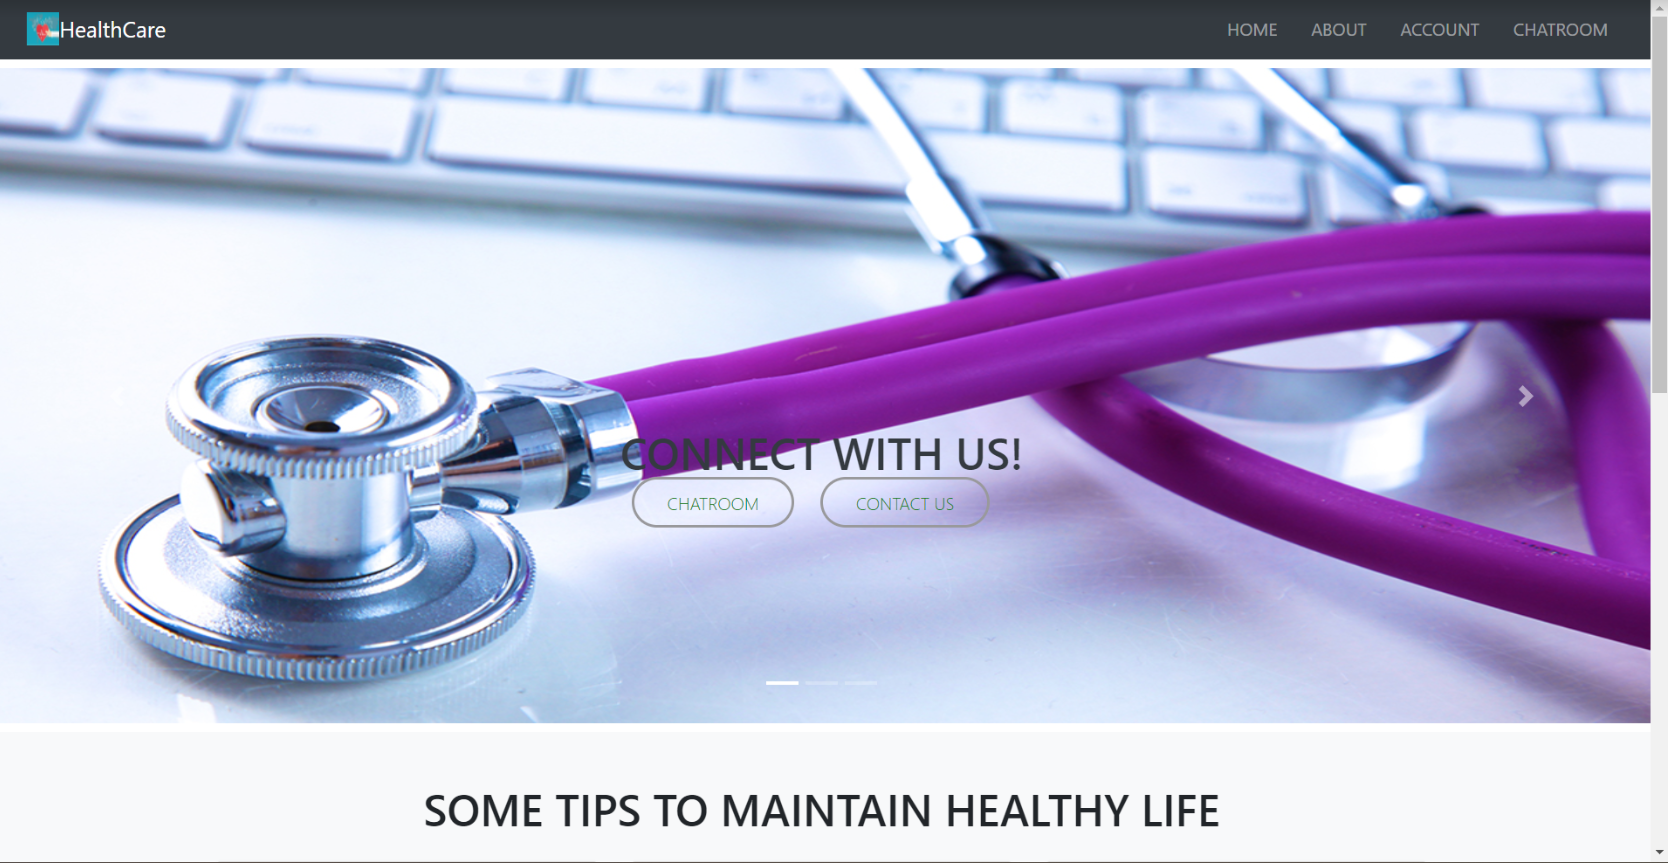 HealthCare
HOME ABOUT ACCOUNT CHATROOM
CONNECT WITH US!
CHATROOM CONTACT US
SOME TIPS TO MAINTAIN HEALTHY LIFE